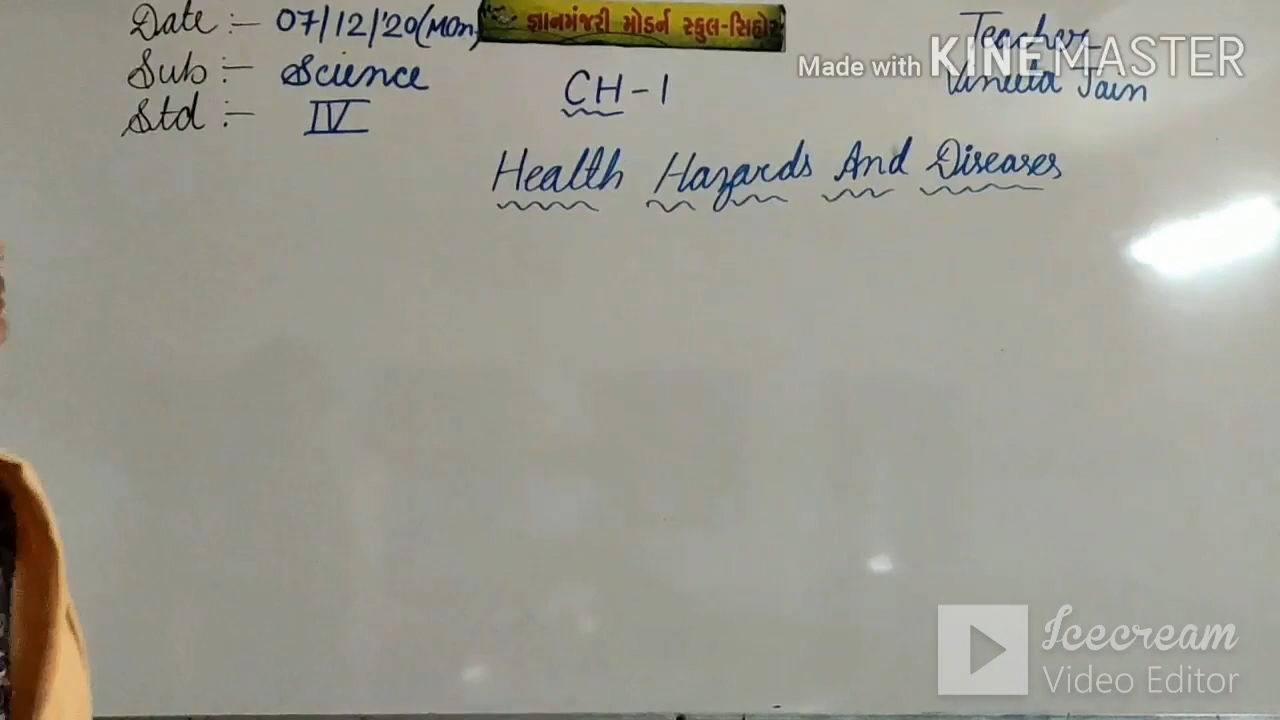 Date :- 07/12/'20(Mon)
જ્ઞાનમંજરી મોડર્ન સ્કુલ-સિહોર
Teacher-
Made with KINEMASTER
Sub :- Science
CH-1
Vineeta Jain
Std :- IV
Health Hazards And Diseases
Icecream
Video Editor